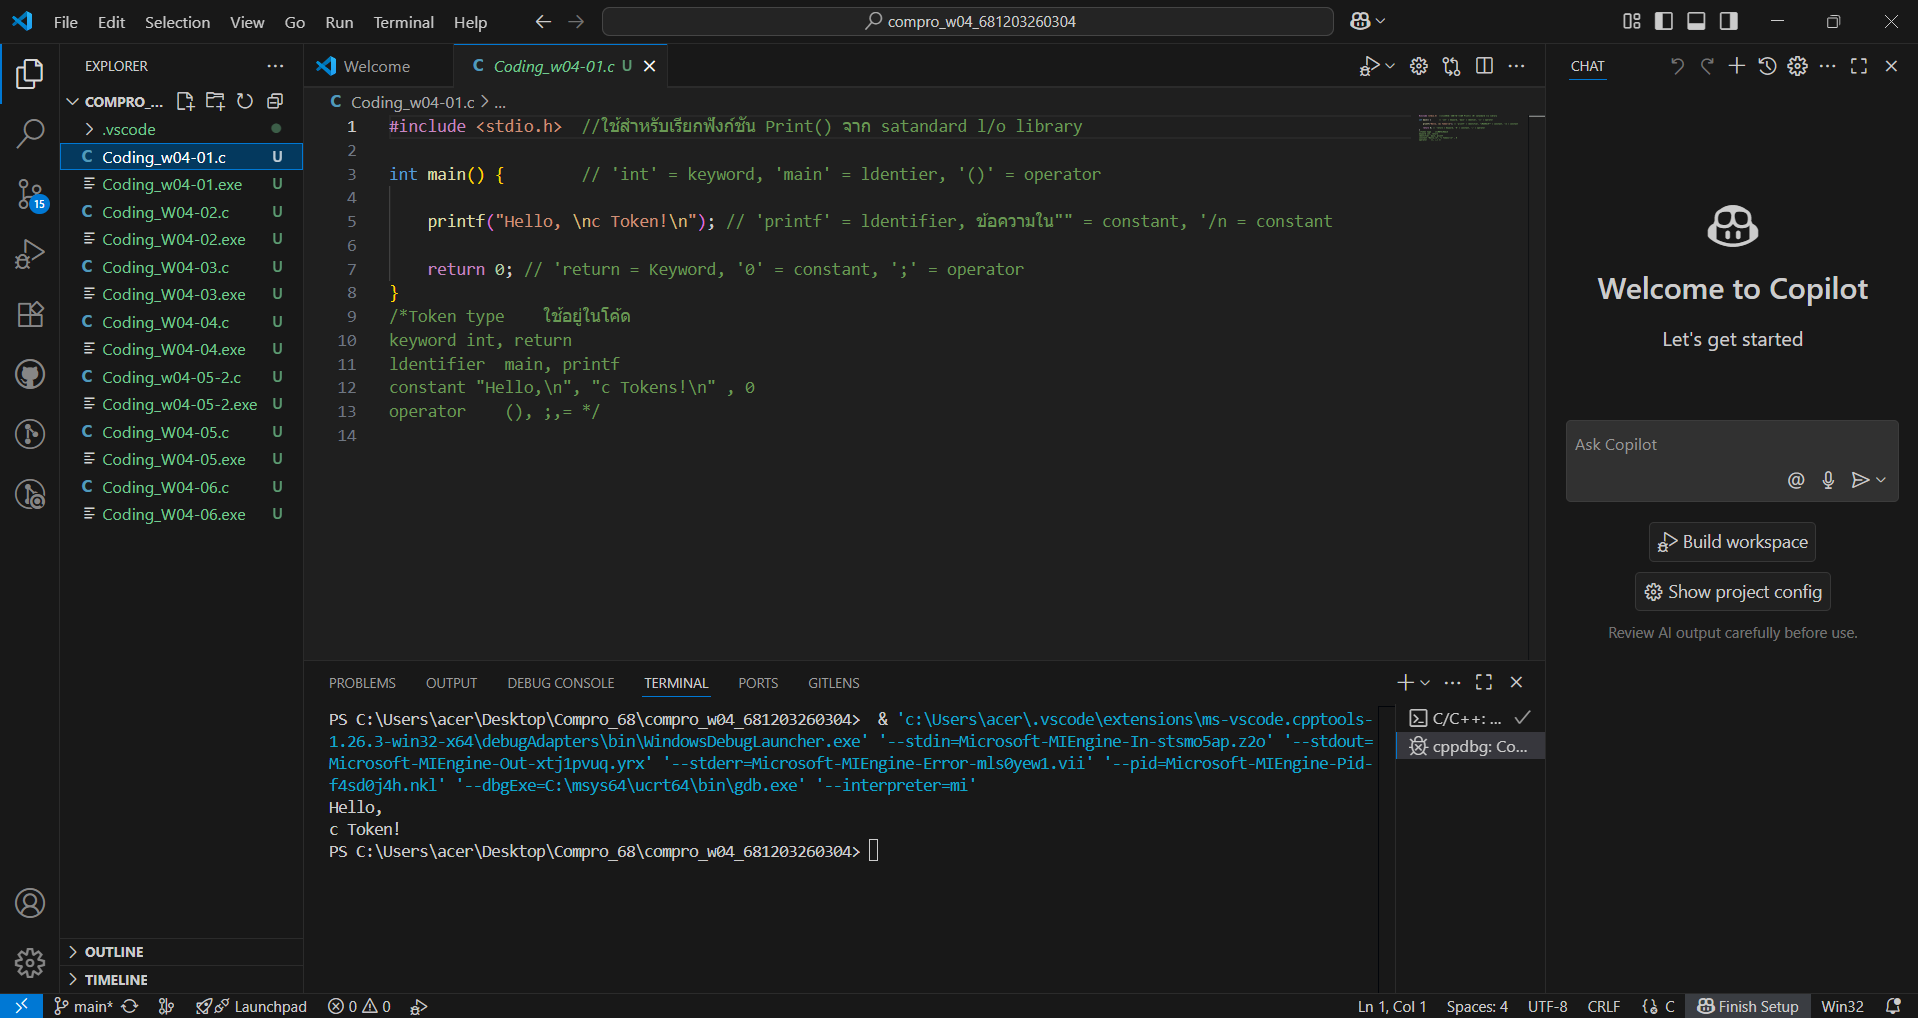 File Edit Selection View Go Run Terminal Help
compro_w04_681203260304
EXPLORER
COMPRO_...
.vscode
C Coding_w04-01.c U
Coding_w04-01.exe U
C Coding_W04-02.c U
Coding_W04-02.exe U
C Coding_W04-03.c U
Coding_W04-03.exe U
C Coding_W04-04.c U
Coding_W04-04.exe U
C Coding_w04-05-2.c U
Coding_w04-05-2.exe U
C Coding_W04-05.c U
Coding_W04-05.exe U
C Coding_W04-06.c U
Coding_W04-06.exe U
15
OUTLINE
TIMELINE
Welcome
C Coding_w04-01.c U
C Coding_w04-01.c > ...
1 #include <stdio.h> //ใช้สำหรับเรียกฟังก์ชัน Print() จาก satandard l/o library
2
3 int main() { // 'int' = keyword, 'main' = ldentier, '()' = operator
4
5 printf("Hello, \nc Token!\n"); // 'printf' = ldentifier, ข้อความใน"" = constant, '/n = constant
6
7 return 0; // 'return = Keyword, '0' = constant, ';' = operator
8 }
9 /*Token type ใช้อยู่ในโค้ด
10 keyword int, return
11 ldentifier main, printf
12 constant "Hello,\n", "c Tokens!\n" , 0
13 operator (), ;,= */
14
PROBLEMS OUTPUT DEBUG CONSOLE TERMINAL PORTS GITLENS
PS C:\Users\acer\Desktop\Compro_68\compro_w04_681203260304> & 'c:\Users\acer\.vscode\extensions\ms-vscode.cpptools-
1.26.3-win32-x64\debugAdapters\bin\WindowsDebugLauncher.exe' '--stdin=Microsoft-MIEngine-In-stsmo5ap.z2o' '--stdout=
Microsoft-MIEngine-Out-xtj1pvuq.yrx' '--stderr=Microsoft-MIEngine-Error-mls0yew1.vii' '--pid=Microsoft-MIEngine-Pid-
f4sd0j4h.nkl' '--dbgExe=C:\msys64\ucrt64\bin\gdb.exe' '--interpreter=mi'
Hello,
c Token!
PS C:\Users\acer\Desktop\Compro_68\compro_w04_681203260304>
C/C++: ...
cppdbg: Co...
CHAT
Welcome to Copilot
Let's get started
Ask Copilot
Build workspace
Show project config
Review AI output carefully before use.
main* Launchpad 0 0
Ln 1, Col 1 Spaces: 4 UTF-8 CRLF C Finish Setup Win32